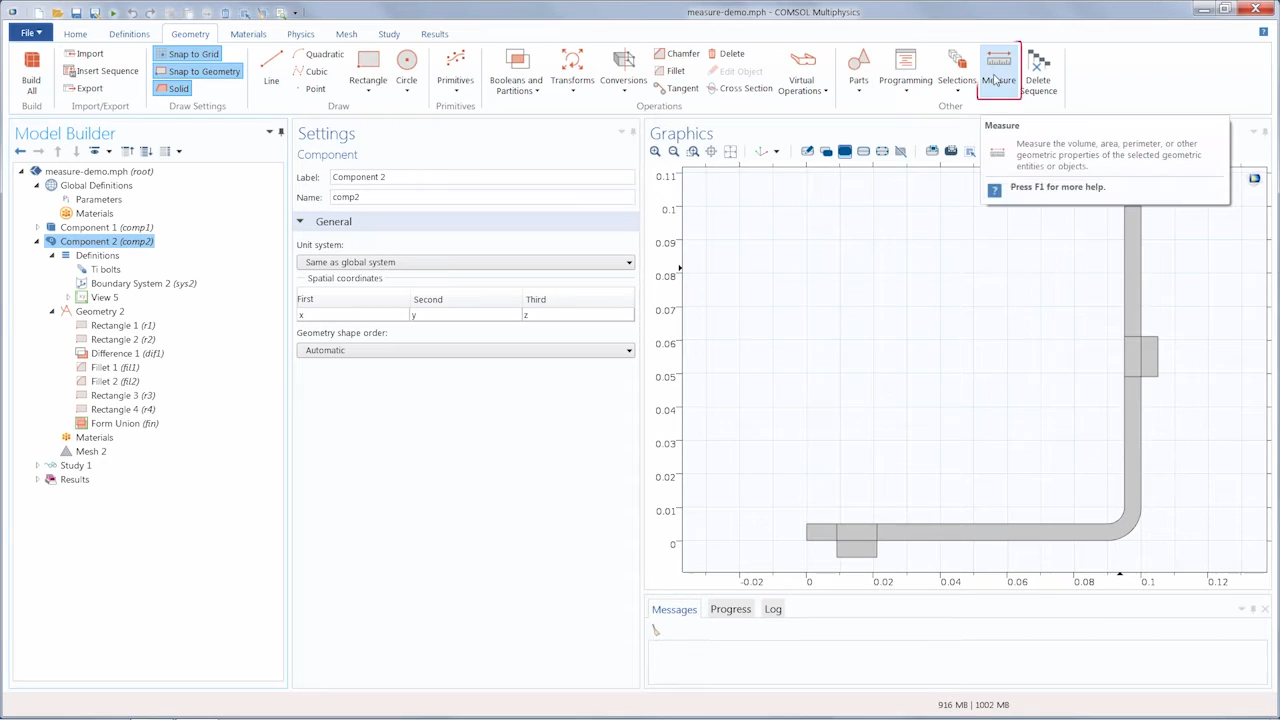 measure-demo.mph - COMSOL Multiphysics
File Home Definitions Geometry Materials Physics Mesh Study Results
Build All
Build
Import
Insert Sequence
Export
Import/Export
Snap to Grid
Snap to Geometry
Solid
Draw Settings
Line
Quadratic
Cubic
Point
Rectangle
Circle
Draw
Primitives
Primitives
Booleans and Partitions
Transforms
Conversions
Chamfer
Fillet
Tangent
Delete
Edit Object
Cross Section
Operations
Virtual Operations
Parts
Programming
Selections
Measure
Delete Sequence
Other
Model Builder
measure-demo.mph (root)
Global Definitions
Parameters
Materials
Component 1 (comp1)
Component 2 (comp2)
Definitions
Ti bolts
Boundary System 2 (sys2)
View 5
Geometry 2
Rectangle 1 (r1)
Rectangle 2 (r2)
Difference 1 (dif1)
Fillet 1 (fil1)
Fillet 2 (fil2)
Rectangle 3 (r3)
Rectangle 4 (r4)
Form Union (fin)
Materials
Mesh 2
Study 1
Results
Settings
Component
Label: Component 2
Name: comp2
General
Unit system:
Same as global system
Spatial coordinates
First Second Third
x y z
Geometry shape order:
Automatic
Graphics
Measure
Measure the volume, area, perimeter, or other
geometric properties of the selected geometric
entities or objects.
Press F1 for more help.
0.11
0.1
0.09
0.08
0.07
0.06
0.05
0.04
0.03
0.02
0.01
0
-0.02 0 0.02 0.04 0.06 0.08 0.1 0.12
Messages Progress Log
916 MB | 1002 MB